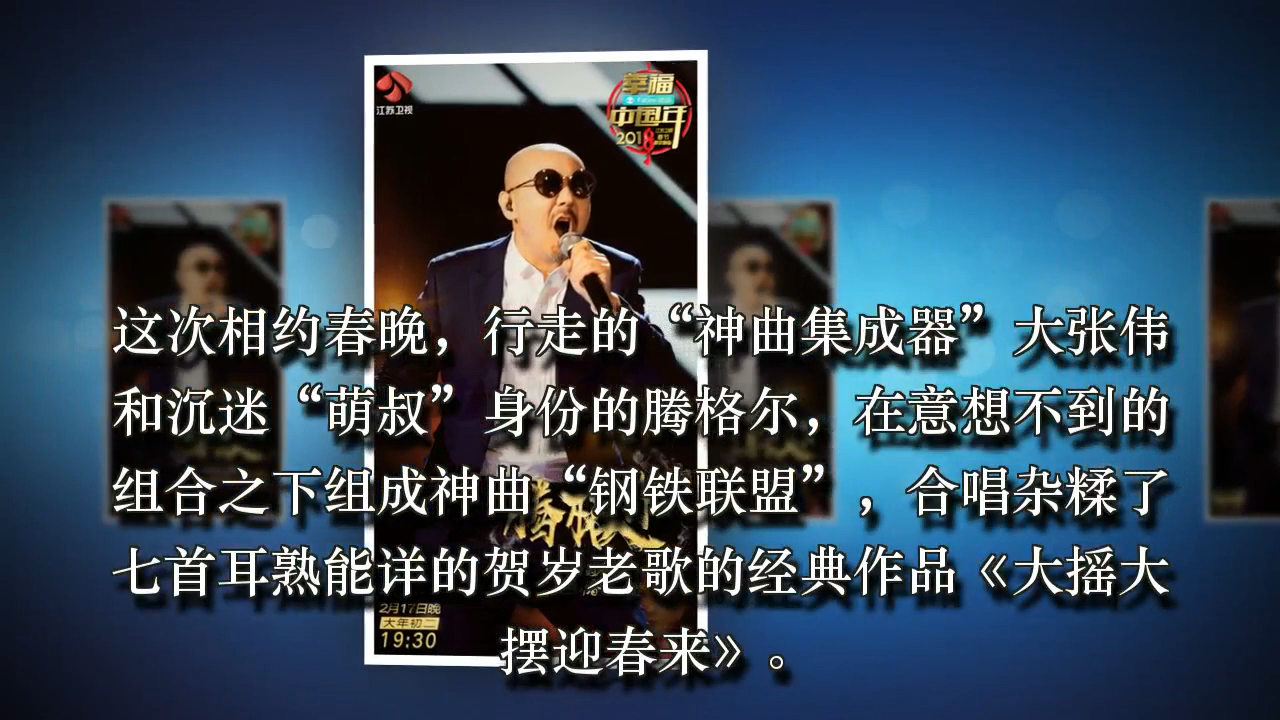 江苏卫视
幸福
中国年
2018
这次相约春晚，行走的“神曲集成器”大张伟
和沉迷“萌叔”身份的腾格尔，在意想不到的
组合之下组成神曲“钢铁联盟”，合唱杂糅了
七首耳熟能详的贺岁老歌的经典作品《大摇大
摆迎春来》。
2月17日晚
大年初二
19:30